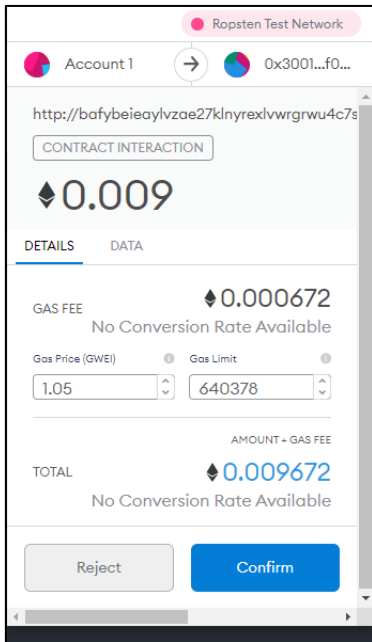 Ropsten Test Network
Account 1
0x3001...f0...
http://bafybeieaylvzae27klnyrexlvwrgrwu4c7s
CONTRACT INTERACTION
0.009
DETAILS DATA
GAS FEE 0.000672
No Conversion Rate Available
Gas Price (GWEI) Gas Limit
1.05 640378
AMOUNT + GAS FEE
TOTAL 0.009672
No Conversion Rate Available
Reject Confirm